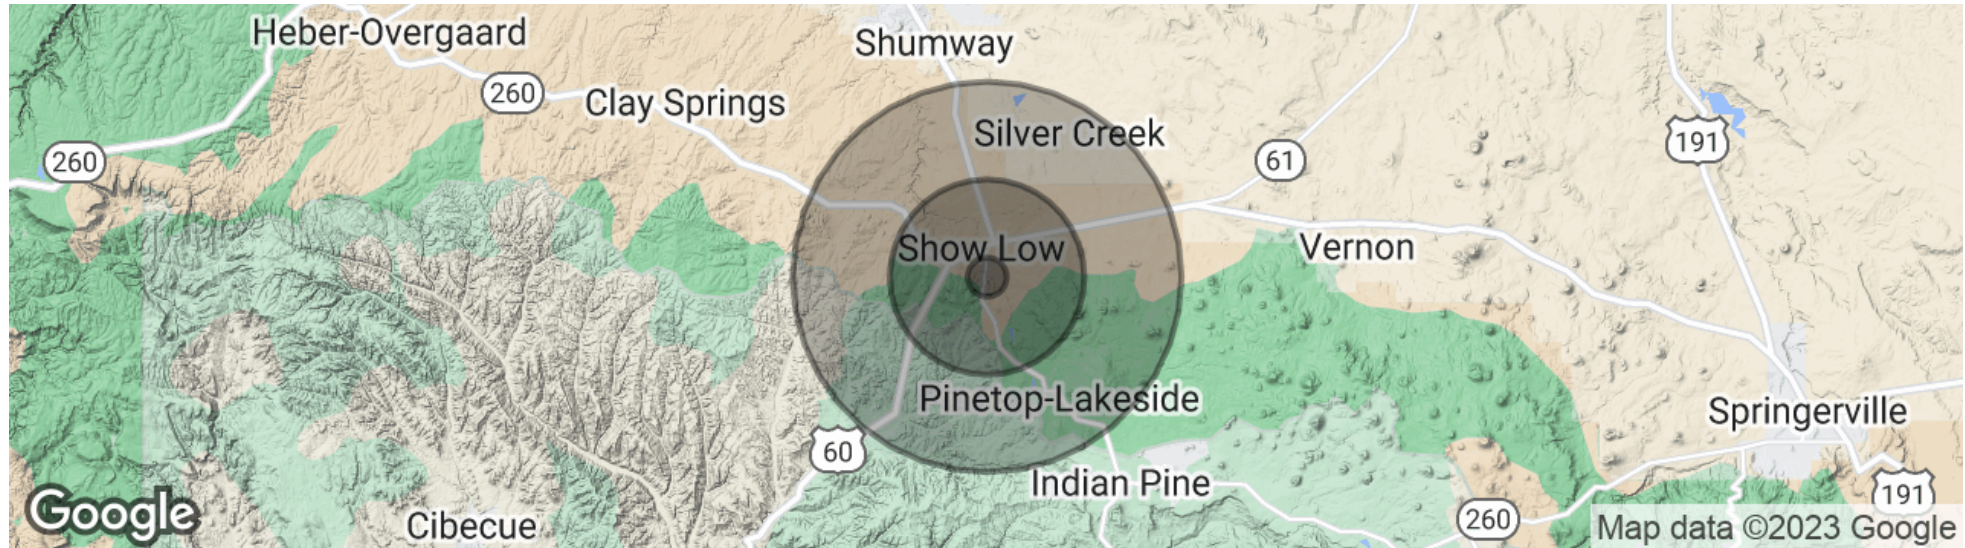 Heber-Overgaard
Shumway
260
Clay Springs
Silver Creek
191
260
61
Show Low
Vernon
Pinetop-Lakeside
Springerville
60
Indian Pine
191
Google
Cibecue
260
Map data ©2023 Google